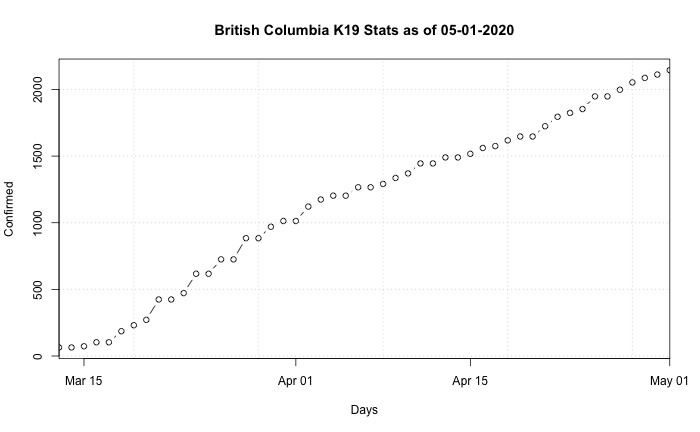 British Columbia K19 Stats as of 05-01-2020
2000
1500
1000
500
0
Confirmed
Mar 15 Apr 01 Apr 15 May 01
Days